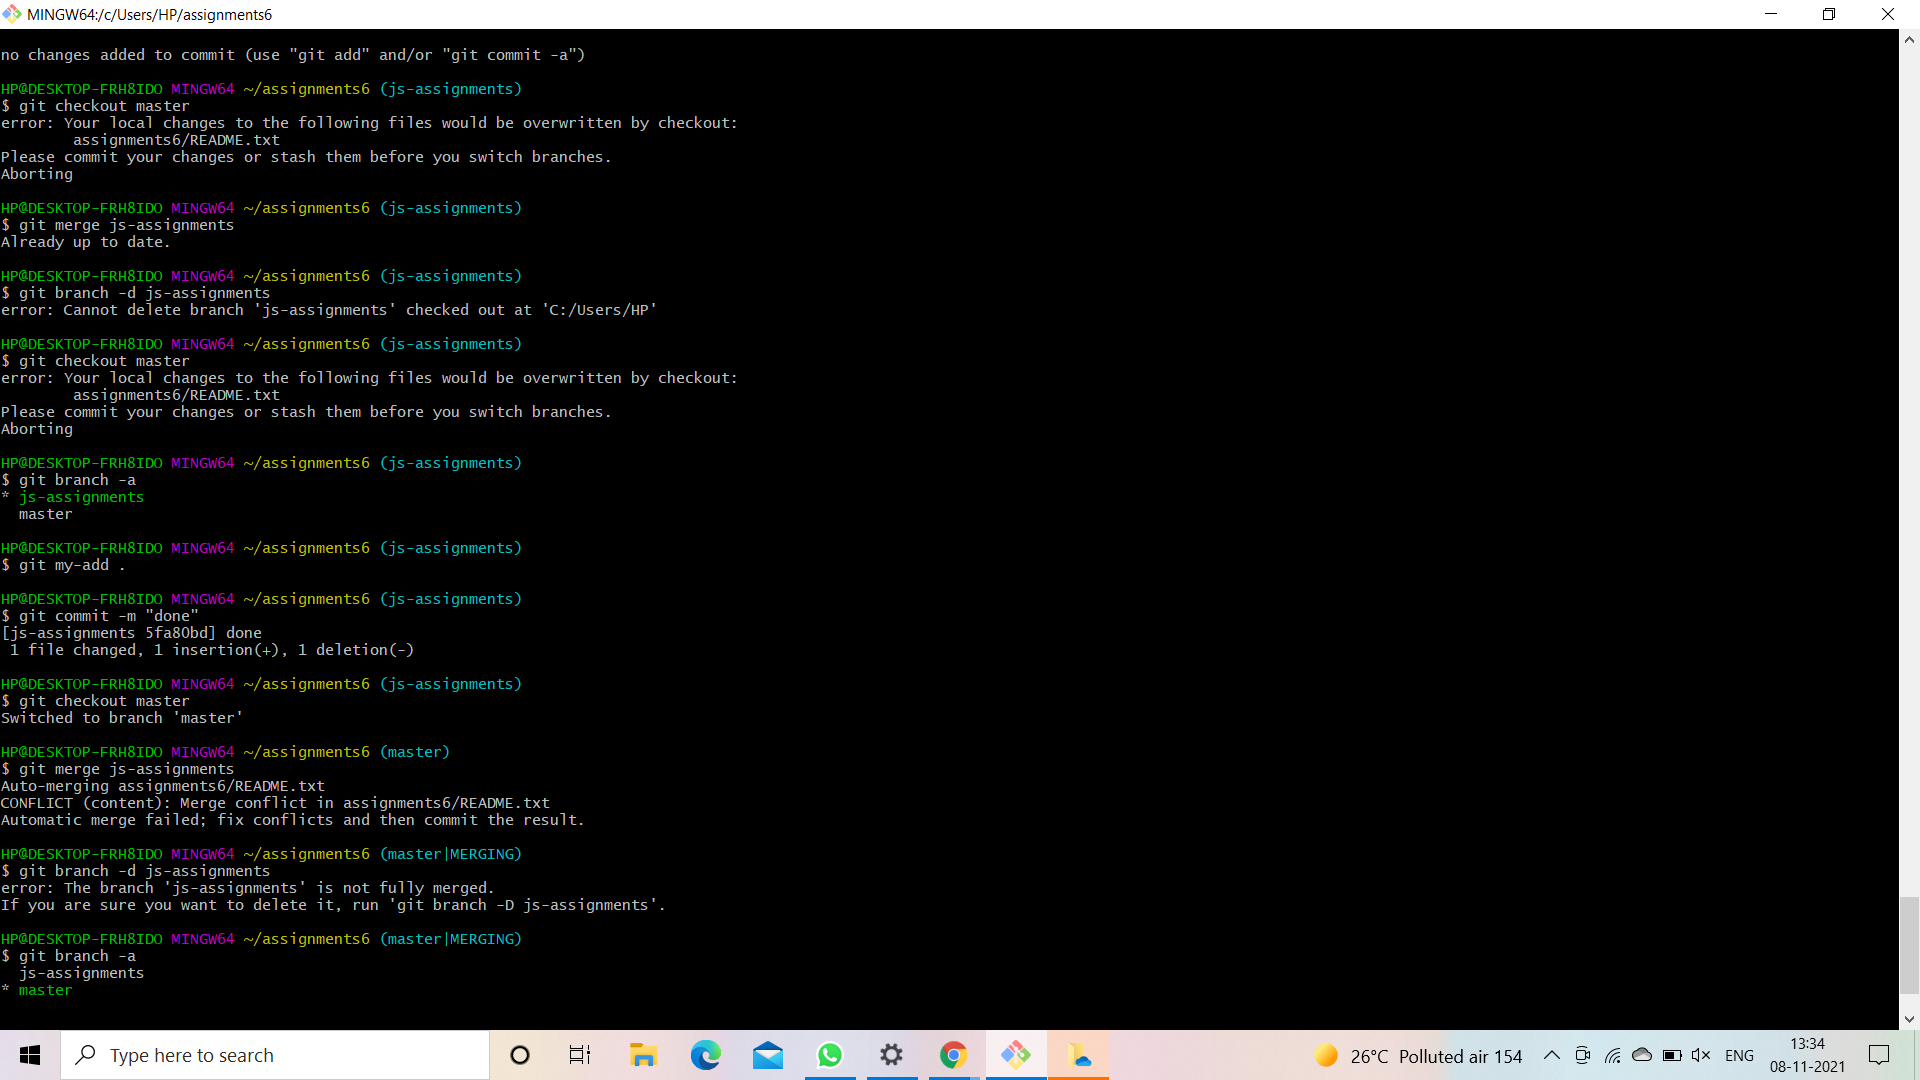 MINGW64:/c/Users/HP/assignments6
no changes added to commit (use "git add" and/or "git commit -a")
HP@DESKTOP-FRH8IDO MINGW64 ~/assignments6 (js-assignments)
$ git checkout master
error: Your local changes to the following files would be overwritten by checkout:
        assignments6/README.txt
Please commit your changes or stash them before you switch branches.
Aborting
HP@DESKTOP-FRH8IDO MINGW64 ~/assignments6 (js-assignments)
$ git merge js-assignments
Already up to date.
HP@DESKTOP-FRH8IDO MINGW64 ~/assignments6 (js-assignments)
$ git branch -d js-assignments
error: Cannot delete branch 'js-assignments' checked out at 'C:/Users/HP'
HP@DESKTOP-FRH8IDO MINGW64 ~/assignments6 (js-assignments)
$ git checkout master
error: Your local changes to the following files would be overwritten by checkout:
        assignments6/README.txt
Please commit your changes or stash them before you switch branches.
Aborting
HP@DESKTOP-FRH8IDO MINGW64 ~/assignments6 (js-assignments)
$ git branch -a
* js-assignments
  master
HP@DESKTOP-FRH8IDO MINGW64 ~/assignments6 (js-assignments)
$ git my-add .
HP@DESKTOP-FRH8IDO MINGW64 ~/assignments6 (js-assignments)
$ git commit -m "done"
[js-assignments 5fa80bd] done
 1 file changed, 1 insertion(+), 1 deletion(-)
HP@DESKTOP-FRH8IDO MINGW64 ~/assignments6 (js-assignments)
$ git checkout master
Switched to branch 'master'
HP@DESKTOP-FRH8IDO MINGW64 ~/assignments6 (master)
$ git merge js-assignments
Auto-merging assignments6/README.txt
CONFLICT (content): Merge conflict in assignments6/README.txt
Automatic merge failed; fix conflicts and then commit the result.
HP@DESKTOP-FRH8IDO MINGW64 ~/assignments6 (master|MERGING)
$ git branch -d js-assignments
error: The branch 'js-assignments' is not fully merged.
If you are sure you want to delete it, run 'git branch -D js-assignments'.
HP@DESKTOP-FRH8IDO MINGW64 ~/assignments6 (master|MERGING)
$ git branch -a
  js-assignments
* master
Type here to search
26°C Polluted air 154
ENG
13:34
08-11-2021